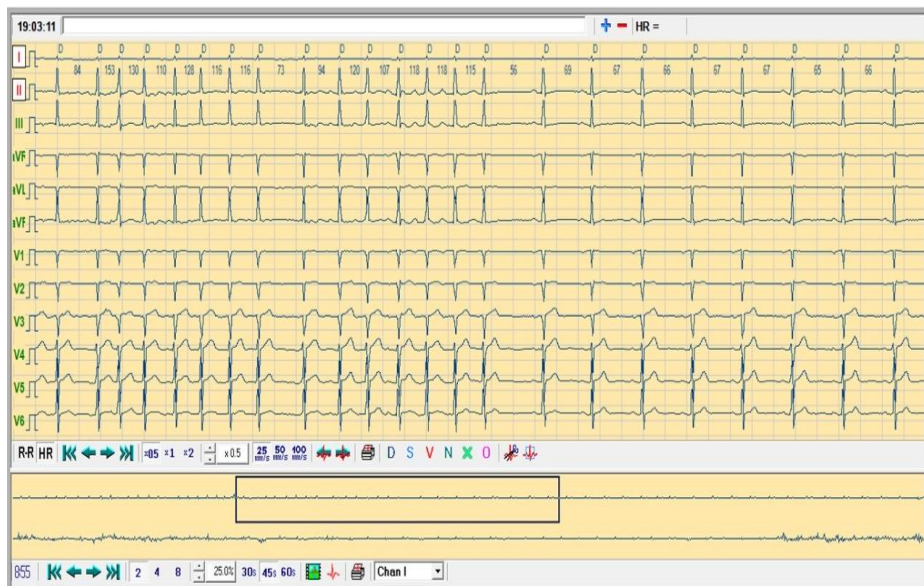 19:03:11 HR =
D D D D D D D D D D D D D D D D D D D D D D D
I
84 153 130 110 128 116 116 73 94 120 107 118 118 115 56 69 67 66 67 67 65 66
II
III
aVF
aVL
aVF
V1
V2
V3
V4
V5
V6
R-R HR x05 x1 x2 x0.5 25 mm/s 50 mm/s 100 mm/s D S V N X O
855 2 4 8 25.0% 30s 45s 60s Chan I